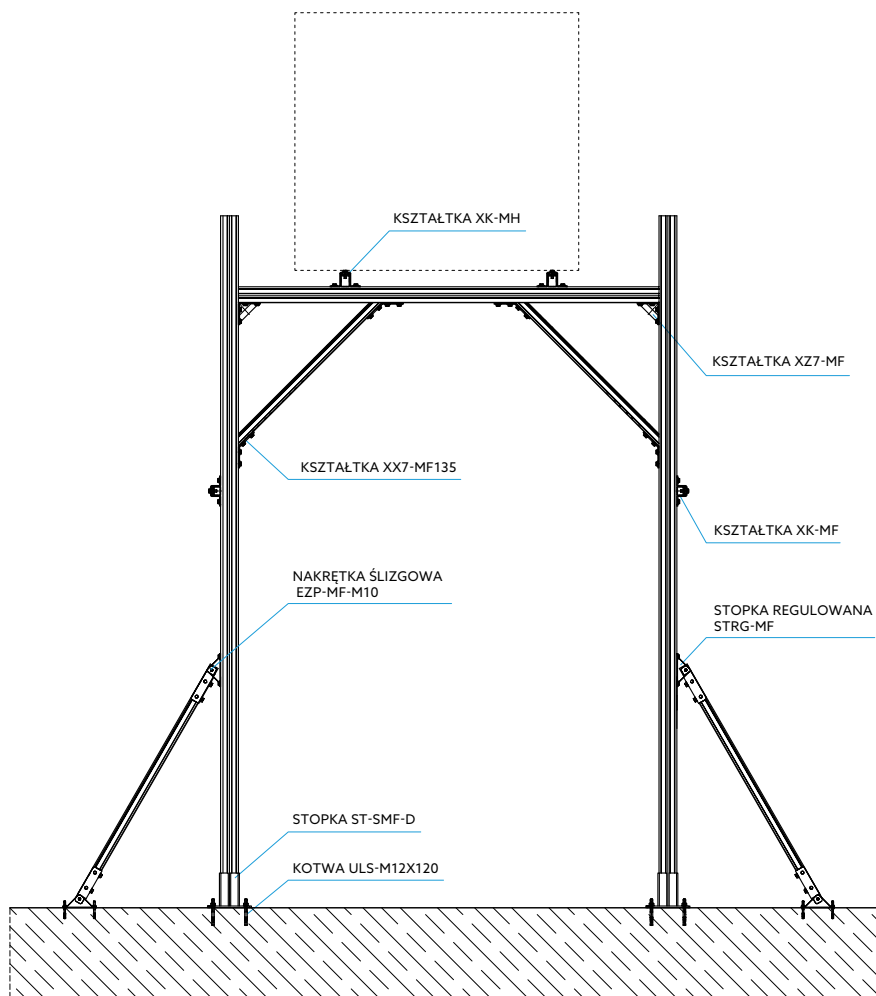 KSZTAŁTKA XK-MH
KSZTAŁTKA XZ7-MF
KSZTAŁTKA XX7-MF135
KSZTAŁTKA XK-MF
NAKRĘTKA ŚLIZGOWA
EZP-MF-M10
STOPKA REGULOWANA
STRG-MF
STOPKA ST-SMF-D
KOTWA ULS-M12X120